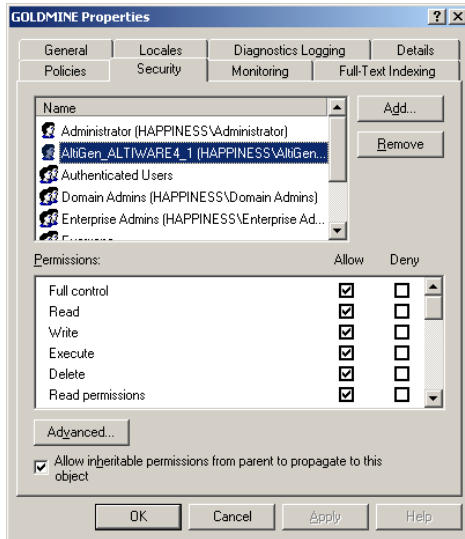 GOLDMINE Properties
General Locales Diagnostics Logging Details
Policies Security Monitoring Full-Text Indexing
Name
Administrator (HAPPINESS\Administrator)
AltiGen_ALTIWARE4_1 (HAPPINESS\AltiGen...
Authenticated Users
Domain Admins (HAPPINESS\Domain Admins)
Enterprise Admins (HAPPINESS\Enterprise Ad...
Add...
Remove
Permissions: Allow Deny
Full control
Read
Write
Execute
Delete
Read permissions
Advanced...
Allow inheritable permissions from parent to propagate to this
object
OK Cancel Apply Help